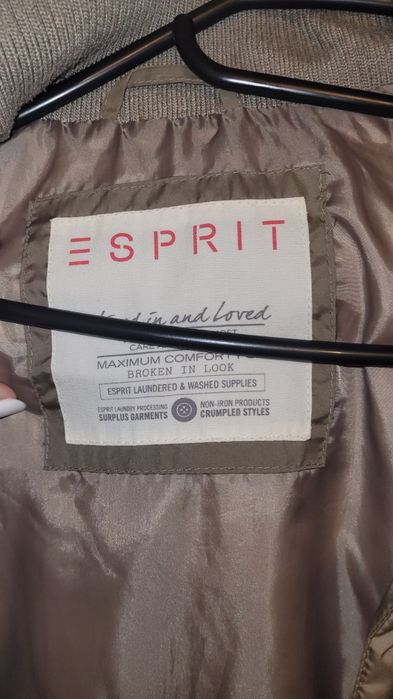 ESPRIT
in and Loved
MAXIMUM COMFORT
BROKEN IN LOOK
ESPRIT LAUNDERED & WASHED SUPPLIES
ESPRIT LAUNDRY PROCESSING
SURPLUS GARMENTS
NON-IRON PRODUCTS
CRUMPLED STYLES